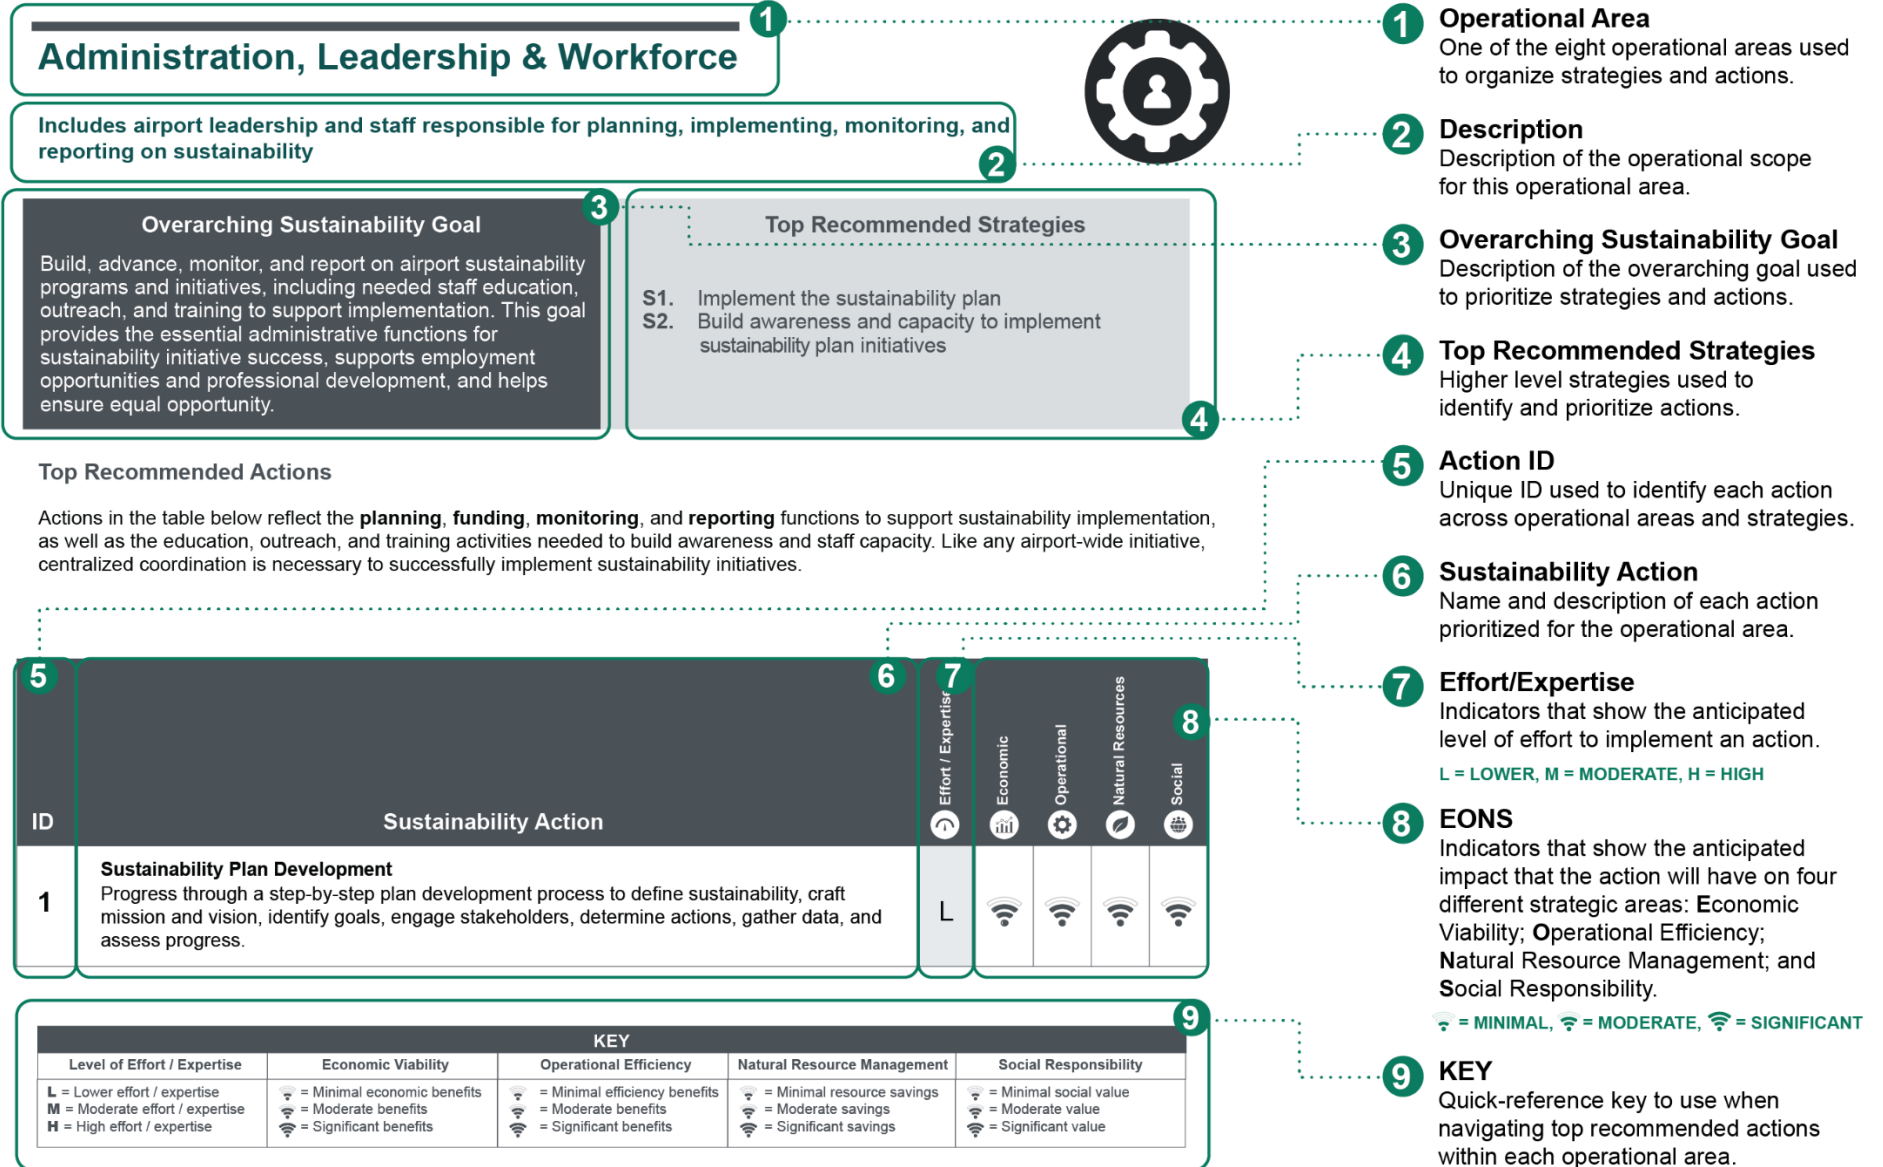 1
Administration, Leadership & Workforce
Includes airport leadership and staff responsible for planning, implementing, monitoring, and
reporting on sustainability
2
3
Overarching Sustainability Goal
Build, advance, monitor, and report on airport sustainability
programs and initiatives, including needed staff education,
outreach, and training to support implementation. This goal
provides the essential administrative functions for
sustainability initiative success, supports employment
opportunities and professional development, and helps
ensure equal opportunity.
Top Recommended Strategies
S1. Implement the sustainability plan
S2. Build awareness and capacity to implement
sustainability plan initiatives
4
Top Recommended Actions
Actions in the table below reflect the planning, funding, monitoring, and reporting functions to support sustainability implementation,
as well as the education, outreach, and training activities needed to build awareness and staff capacity. Like any airport-wide initiative,
centralized coordination is necessary to successfully implement sustainability initiatives.
5
6
7
8
ID
Sustainability Action
Effort / Expertise
Economic
Operational
Natural Resources
Social
1
Sustainability Plan Development
Progress through a step-by-step plan development process to define sustainability, craft
mission and vision, identify goals, engage stakeholders, determine actions, gather data, and
assess progress.
L
9
KEY
Level of Effort / Expertise
L = Lower effort / expertise
M = Moderate effort / expertise
H = High effort / expertise
Economic Viability
= Minimal economic benefits
= Moderate benefits
= Significant benefits
Operational Efficiency
= Minimal efficiency benefits
= Moderate benefits
= Significant benefits
Natural Resource Management
= Minimal resource savings
= Moderate savings
= Significant savings
Social Responsibility
= Minimal social value
= Moderate value
= Significant value
1 Operational Area
One of the eight operational areas used
to organize strategies and actions.
2 Description
Description of the operational scope
for this operational area.
3 Overarching Sustainability Goal
Description of the overarching goal used
to prioritize strategies and actions.
4 Top Recommended Strategies
Higher level strategies used to
identify and prioritize actions.
5 Action ID
Unique ID used to identify each action
across operational areas and strategies.
6 Sustainability Action
Name and description of each action
prioritized for the operational area.
7 Effort/Expertise
Indicators that show the anticipated
level of effort to implement an action.
L = LOWER, M = MODERATE, H = HIGH
8 EONS
Indicators that show the anticipated
impact that the action will have on four
different strategic areas: Economic
Viability; Operational Efficiency;
Natural Resource Management; and
Social Responsibility.
= MINIMAL, = MODERATE, = SIGNIFICANT
9 KEY
Quick-reference key to use when
navigating top recommended actions
within each operational area.